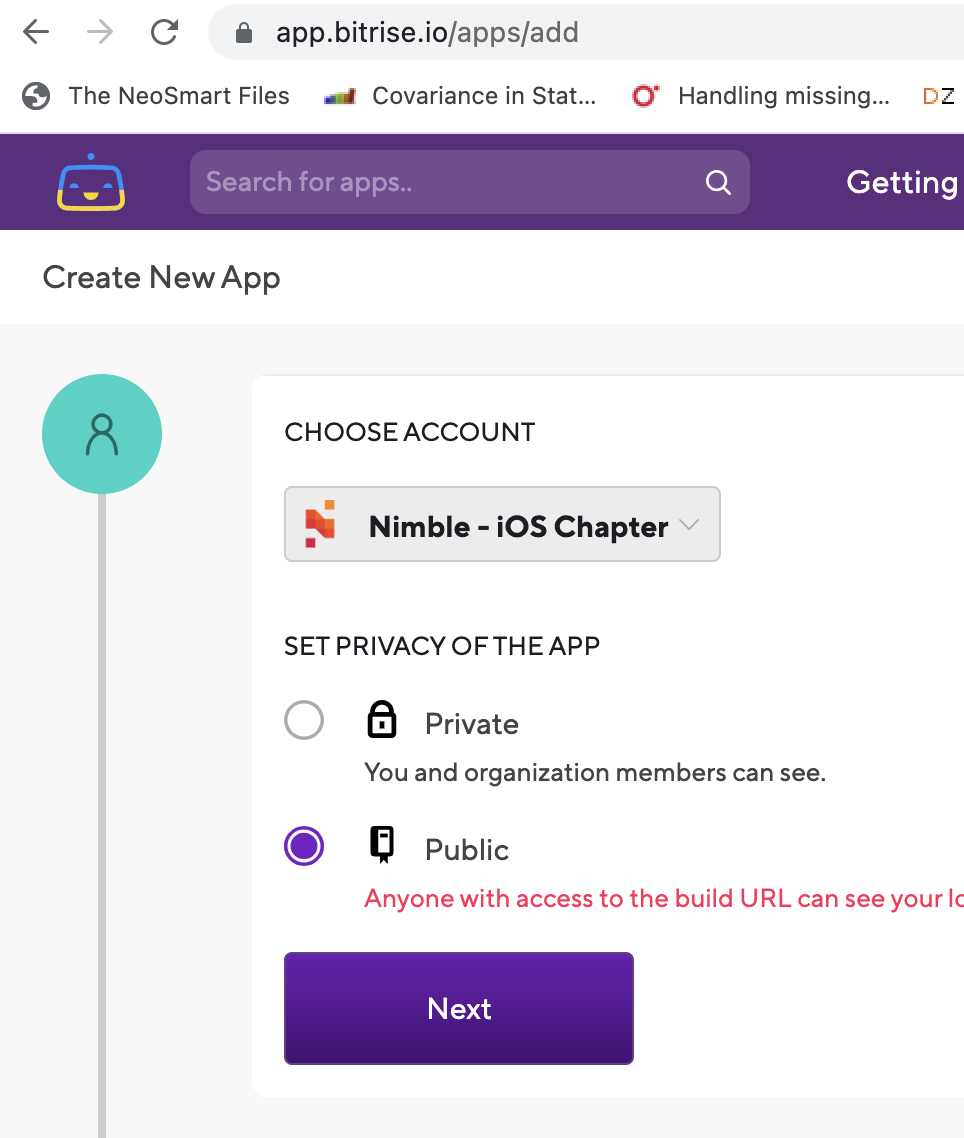 app.bitrise.io/apps/add
The NeoSmart Files Covariance in Stat... Handling missing... DZ
Search for apps.. Getting
Create New App
CHOOSE ACCOUNT
Nimble - iOS Chapter
SET PRIVACY OF THE APP
Private
You and organization members can see.
Public
Anyone with access to the build URL can see your lo
Next